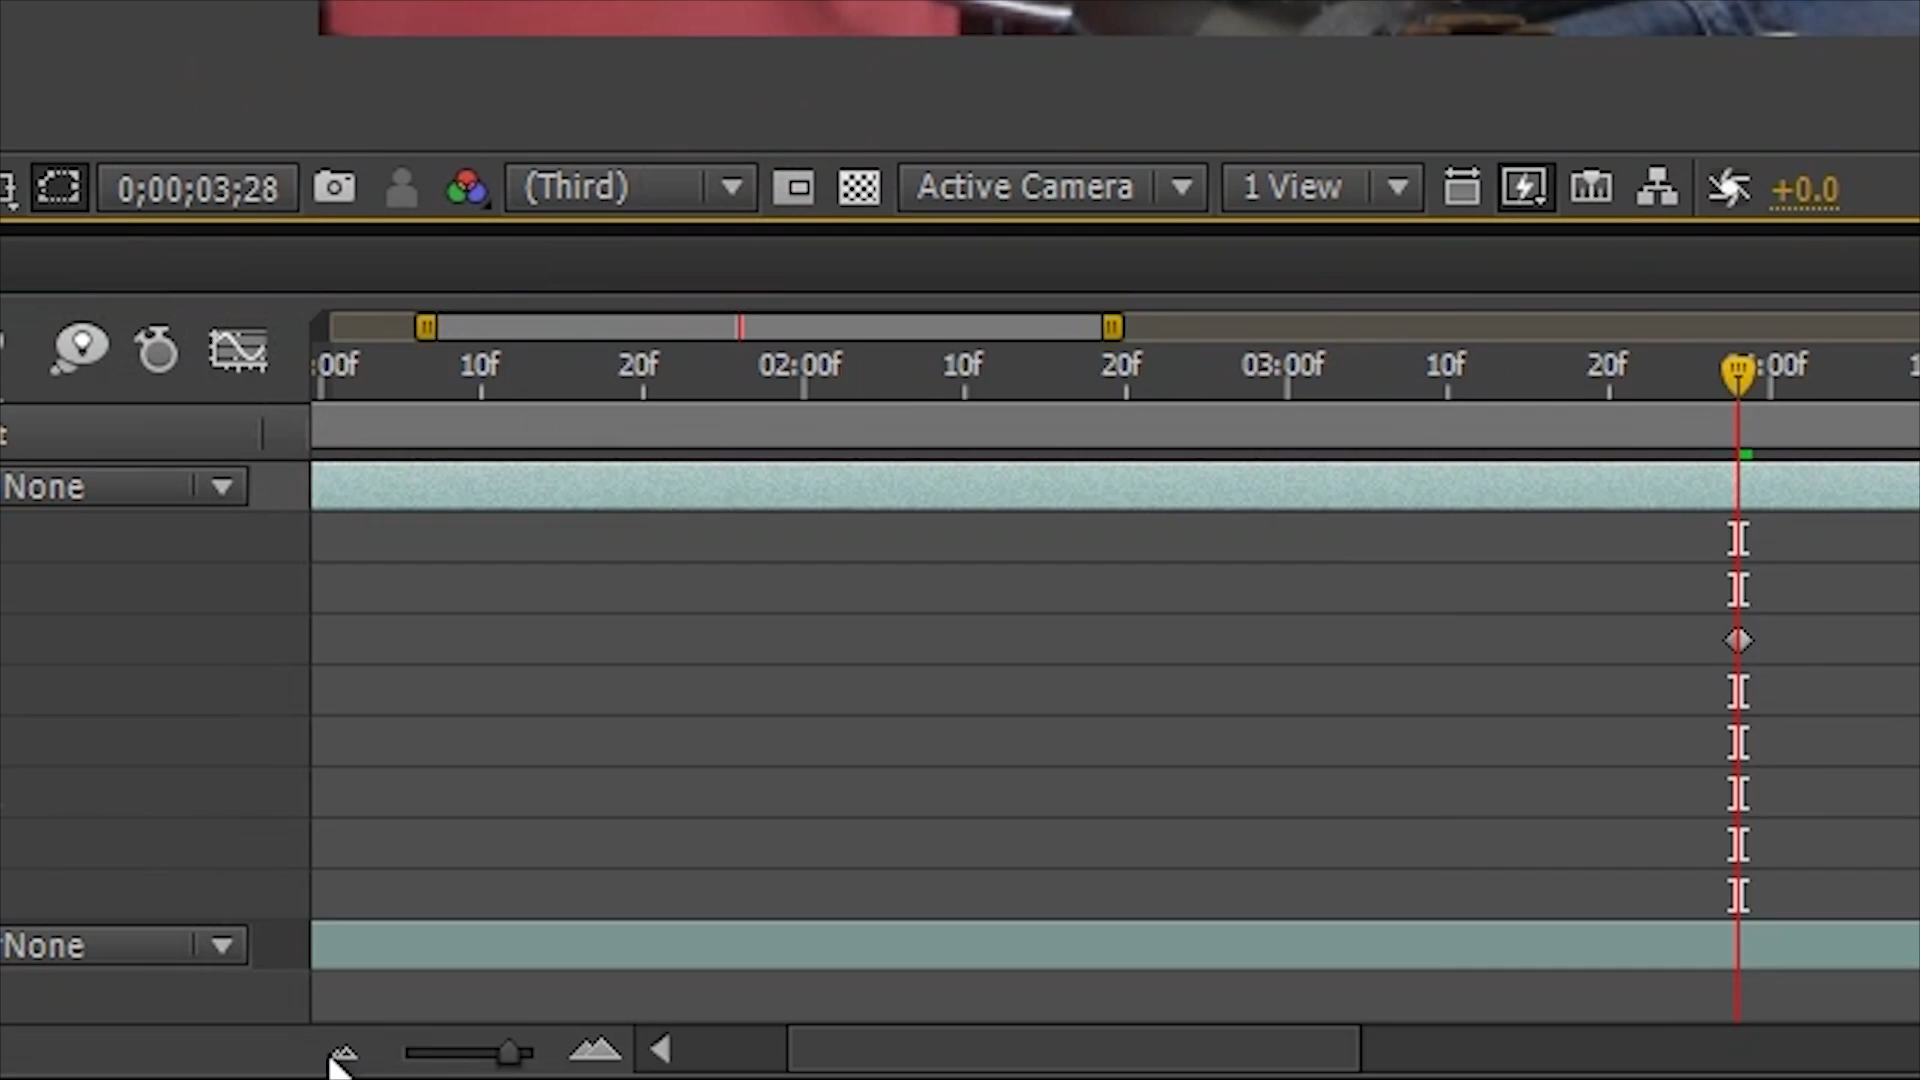 0;00;03;28 (Third) Active Camera 1 View +0.0
:00f 10f 20f 02:00f 10f 20f 03:00f 10f 20f :00f
None
None